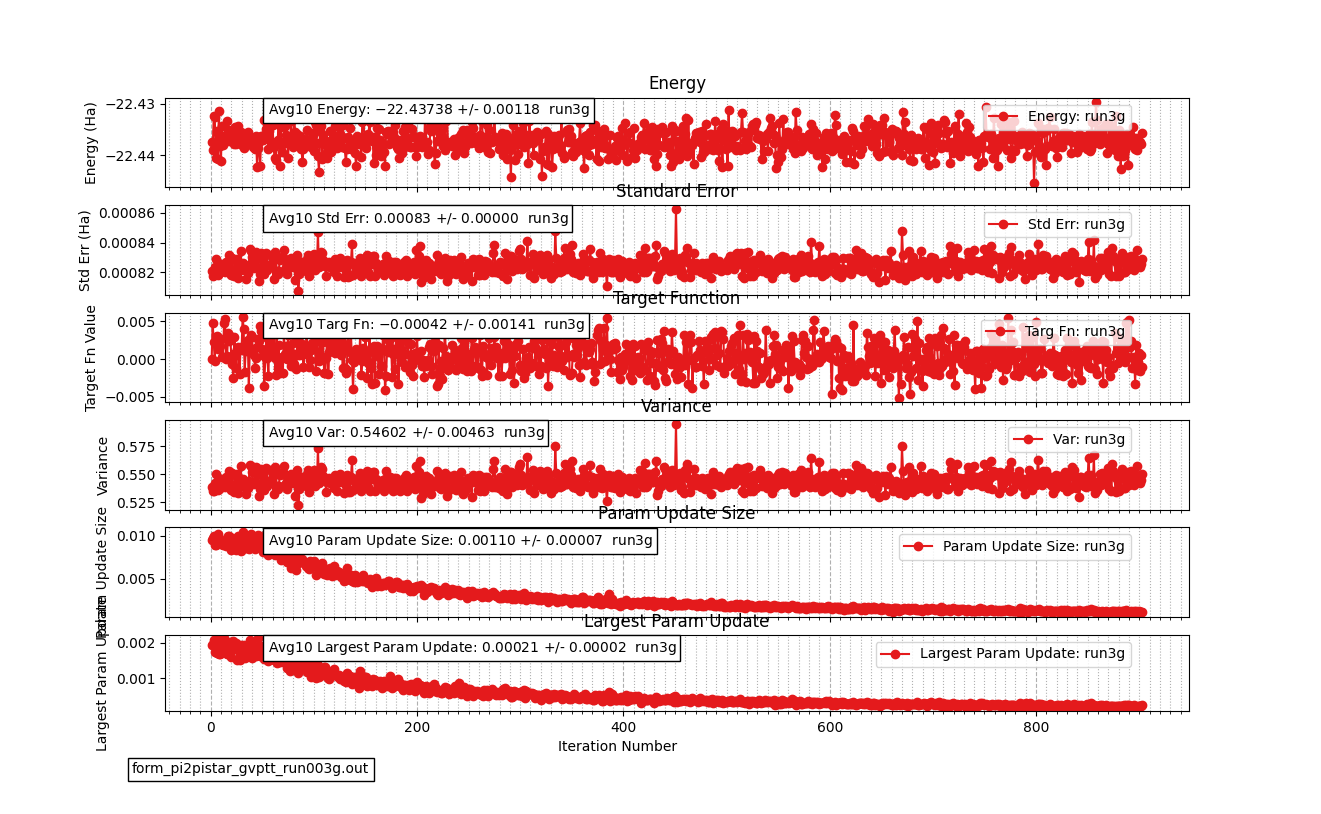 Energy
Energy (Ha)
−22.43
−22.44
Avg10 Energy: −22.43738 +/- 0.00118  run3g
Energy: run3g
Standard Error
Std Err (Ha)
0.00086
0.00084
0.00082
Avg10 Std Err: 0.00083 +/- 0.00000  run3g
Std Err: run3g
Target Function
Target Fn Value
0.005
0.000
−0.005
Avg10 Targ Fn: −0.00042 +/- 0.00141  run3g
Targ Fn: run3g
Variance
Variance
0.575
0.550
0.525
Avg10 Var: 0.54602 +/- 0.00463  run3g
Var: run3g
Param Update Size
Param Update Size
0.010
0.005
Avg10 Param Update Size: 0.00110 +/- 0.00007  run3g
Param Update Size: run3g
Largest Param Update
Largest Param Update
0.002
0.001
Avg10 Largest Param Update: 0.00021 +/- 0.00002  run3g
Largest Param Update: run3g
0 200 400 600 800
Iteration Number
form_pi2pistar_gvptt_run003g.out